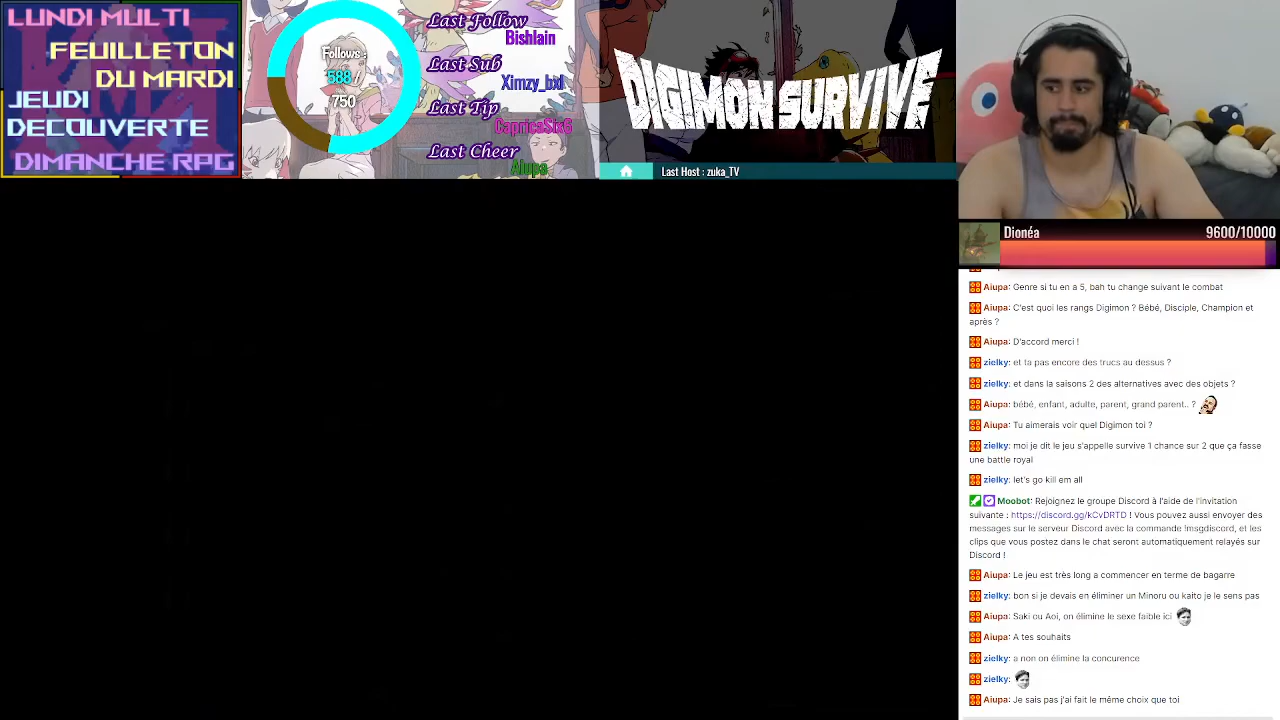 LUNDI MULTI
FEUILLETON
DU MARDI
JEUDI
DECOUVERTE
DIMANCHE RPG
Follows :
588 /
750
Last Follow
Bishlain
Last Sub
Ximzy_bxl
Last Tip
CapricaSix6
Last Cheer
Aiupa
DIGIMON SURVIVE
Last Host : zuka_TV
Dionéa
9600/10000
Aiupa: Genre si tu en a 5, bah tu change suivant le combat
Aiupa: C'est quoi les rangs Digimon ? Bébé, Disciple, Champion et
après ?
Aiupa: D'accord merci !
zielky: et ta pas encore des trucs au dessus ?
zielky: et dans la saisons 2 des alternatives avec des objets ?
Aiupa: bébé, enfant, adulte, parent, grand parent.. ?
Aiupa: Tu aimerais voir quel Digimon toi ?
zielky: moi je dit le jeu s'appelle survive 1 chance sur 2 que ça fasse
une battle royal
zielky: let's go kill em all
Moobot: Rejoignez le groupe Discord à l'aide de l'invitation
suivante : https://discord.gg/kCvDRTD ! Vous pouvez aussi envoyer des
messages sur le serveur Discord avec la commande !msgdiscord, et les
clips que vous postez dans le chat seront automatiquement relayés sur
Discord !
Aiupa: Le jeu est très long a commencer en terme de bagarre
zielky: bon si je devais en éliminer un Minoru ou kaito je le sens pas
Aiupa: Saki ou Aoi, on élimine le sexe faible ici
Aiupa: A tes souhaits
zielky: a non on élimine la concurence
zielky:
Aiupa: Je sais pas j'ai fait le même choix que toi